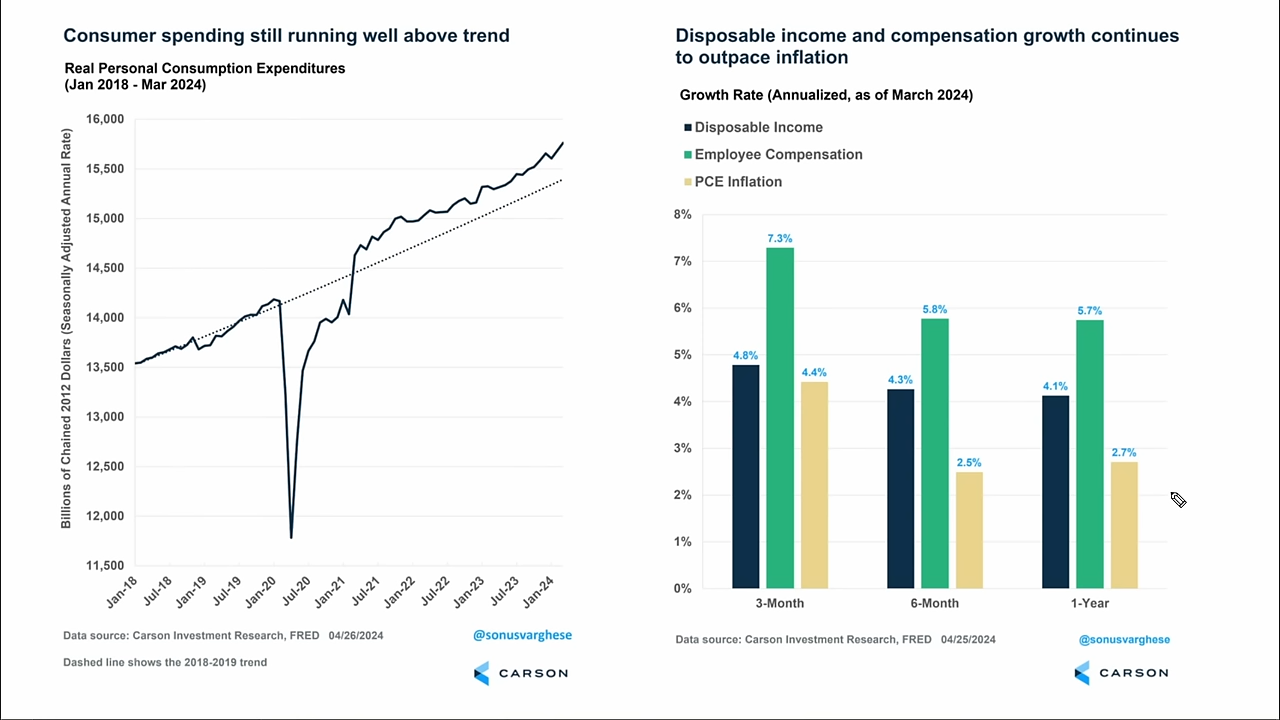 Consumer spending still running well above trend
Real Personal Consumption Expenditures
(Jan 2018 - Mar 2024)
Billions of Chained 2012 Dollars (Seasonally Adjusted Annual Rate)
16,000
15,500
15,000
14,500
14,000
13,500
13,000
12,500
12,000
11,500
Jan-18
Jul-18
Jan-19
Jul-19
Jan-20
Jul-20
Jan-21
Jul-21
Jan-22
Jul-22
Jan-23
Jul-23
Jan-24
Data source: Carson Investment Research, FRED 04/26/2024
@sonusvarghese
Dashed line shows the 2018-2019 trend
CARSON
Disposable income and compensation growth continues
to outpace inflation
Growth Rate (Annualized, as of March 2024)
Disposable Income
Employee Compensation
PCE Inflation
8%
7%
6%
5%
4%
3%
2%
1%
0%
4.8%
7.3%
4.4%
4.3%
5.8%
2.5%
4.1%
5.7%
2.7%
3-Month
6-Month
1-Year
Data source: Carson Investment Research, FRED 04/25/2024
@sonusvarghese
CARSON